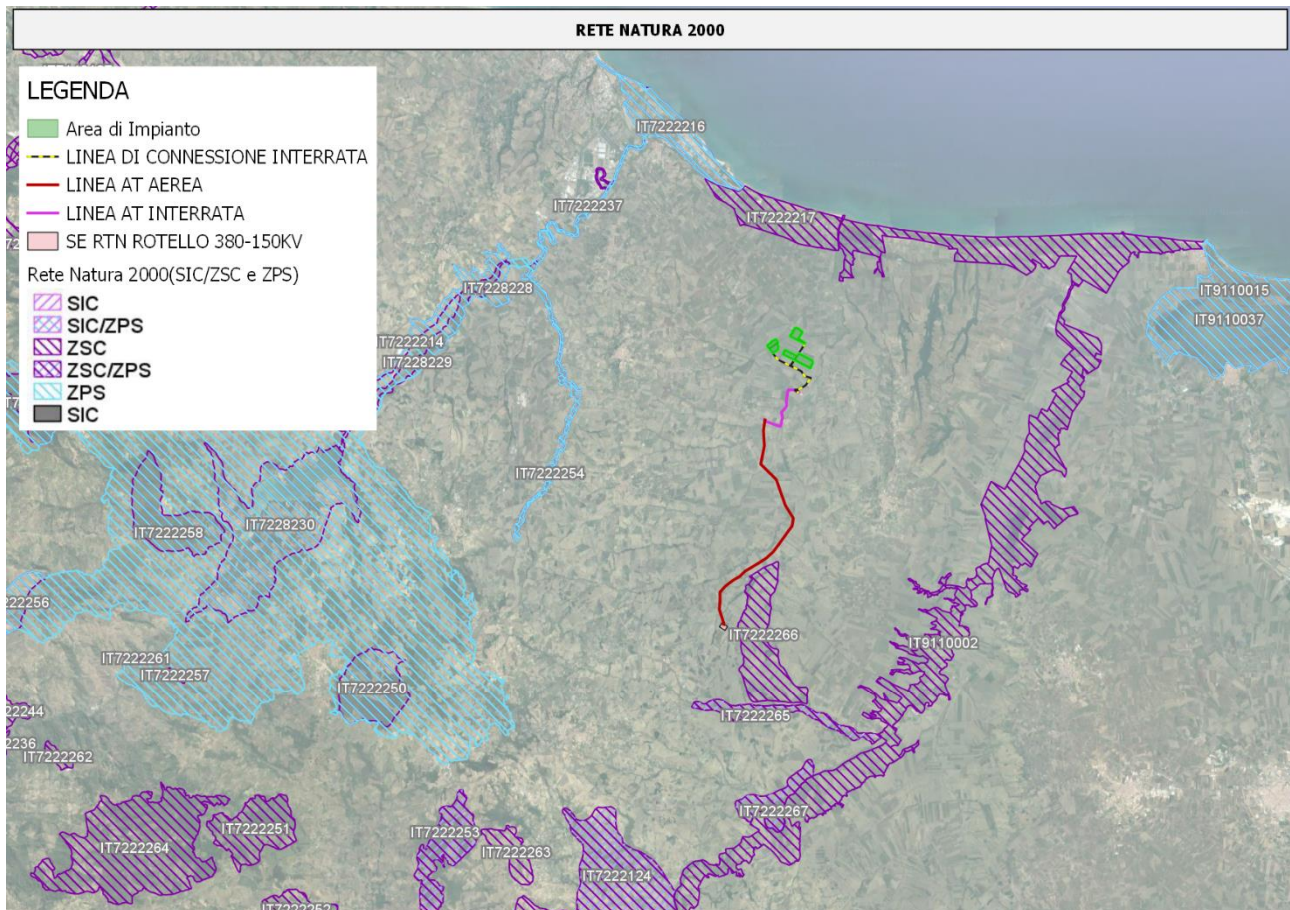 RETE NATURA 2000
LEGENDA
Area di Impianto
LINEA DI CONNESSIONE INTERRATA
LINEA AT AEREA
LINEA AT INTERRATA
SE RTN ROTELLO 380-150KV
Rete Natura 2000(SIC/ZSC e ZPS)
SIC
SIC/ZPS
ZSC
ZSC/ZPS
ZPS
SIC
IT7222216
IT7222237
IT7222217
IT7228228
IT9110015
IT9110037
IT7222214
IT7228229
IT7222254
IT7222258
IT7228230
22256
IT7222266
IT9110002
IT7222261
IT7222257
IT7222250
22244
IT7222265
2236
IT7222262
IT7222267
IT7222251
IT7222253
IT7222264
IT7222263
IT7222124